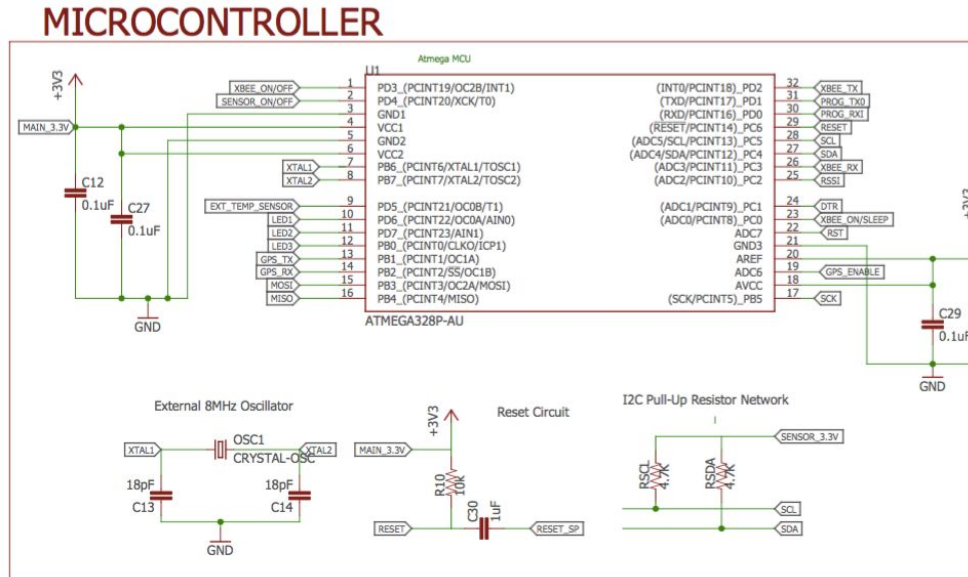 MICROCONTROLLER
Atmega MCU
U1
+3V3
MAIN_3.3V
C12
0.1uF
C27
0.1uF
GND
XBEE_ON/OFF 1 PD3_(PCINT19/OC2B/INT1)
SENSOR_ON/OFF 2 PD4_(PCINT20/XCK/T0)
3 GND1
4 VCC1
5 GND2
6 VCC2
XTAL1 7 PB6_(PCINT6/XTAL1/TOSC1)
XTAL2 8 PB7_(PCINT7/XTAL2/TOSC2)
EXT_TEMP_SENSOR 9 PD5_(PCINT21/OC0B/T1)
LED1 10 PD6_(PCINT22/OC0A/AIN0)
LED2 11 PD7_(PCINT23/AIN1)
LED3 12 PB0_(PCINT0/CLKO/ICP1)
GPS_TX 13 PB1_(PCINT1/OC1A)
GPS_RX 14 PB2_(PCINT2/SS/OC1B)
MOSI 15 PB3_(PCINT3/OC2A/MOSI)
MISO 16 PB4_(PCINT4/MISO)
(INT0/PCINT18)_PD2 32 XBEE_TX
(TXD/PCINT17)_PD1 31 PROG_TX0
(RXD/PCINT16)_PD0 30 PROG_RXI
(RESET/PCINT14)_PC6 29 RESET
(ADC5/SCL/PCINT13)_PC5 28 SCL
(ADC4/SDA/PCINT12)_PC4 27 SDA
(ADC3/PCINT11)_PC3 26 XBEE_RX
(ADC2/PCINT10)_PC2 25 RSSI
(ADC1/PCINT9)_PC1 24 DTR
(ADC0/PCINT8)_PC0 23 XBEE_ON/SLEEP
ADC7 22 RST
GND3 21
AREF 20
ADC6 19 GPS_ENABLE
AVCC 18
(SCK/PCINT5)_PB5 17 SCK
ATMEGA328P-AU
+3V3
C29
0.1uF
GND
External 8MHz Oscillator
XTAL1
OSC1
CRYSTAL-OSC
XTAL2
18pF
C13
18pF
C14
GND
Reset Circuit
+3V3
MAIN_3.3V
R10
10k
RESET
C30
1uF
RESET_SP
I2C Pull-Up Resistor Network
SENSOR_3.3V
RSCL
4.7K
RSDA
4.7K
SCL
SDA